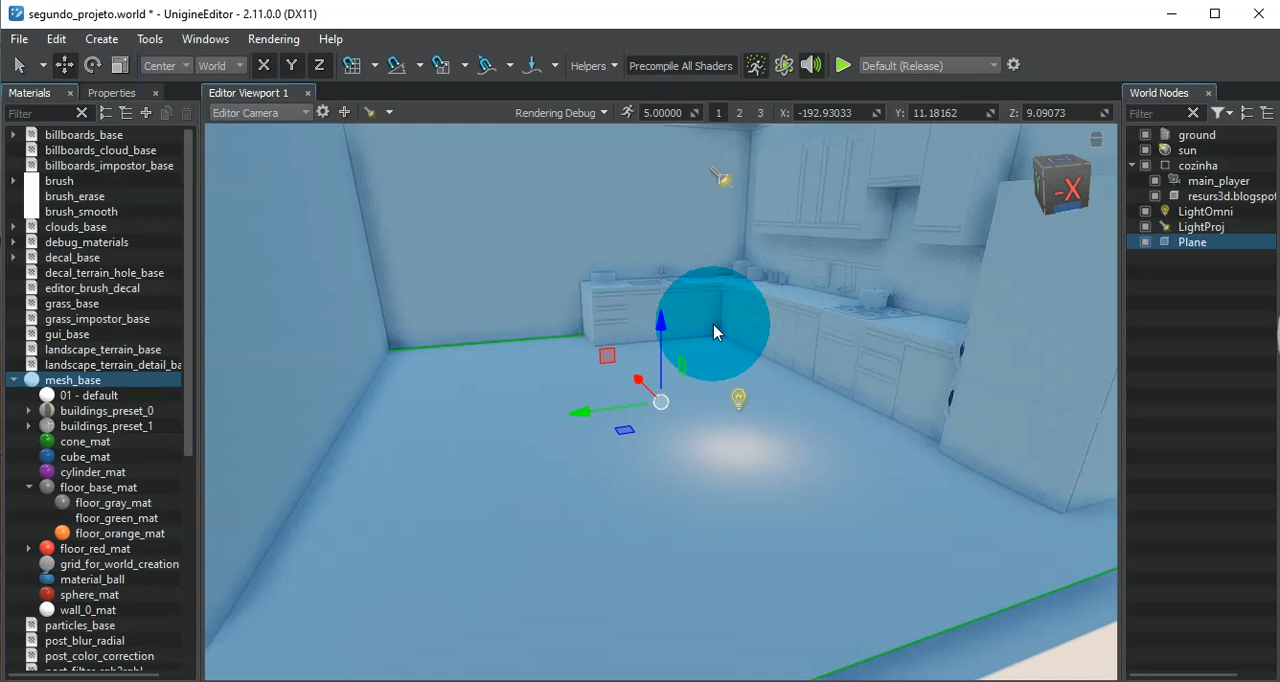 segundo_projeto.world * - UnigineEditor - 2.11.0.0 (DX11)
File Edit Create Tools Windows Rendering Help
Center World X Y Z Helpers Precompile All Shaders Default (Release)
Materials Properties Editor Viewport 1 World Nodes
Filter Editor Camera Rendering Debug 5.00000 1 2 3 X: -192.93033 Y: 11.18162 Z: 9.09073 Filter
billboards_base
billboards_cloud_base
billboards_impostor_base
brush
brush_erase
brush_smooth
clouds_base
debug_materials
decal_base
decal_terrain_hole_base
editor_brush_decal
grass_base
grass_impostor_base
gui_base
landscape_terrain_base
landscape_terrain_detail_ba
mesh_base
01 - default
buildings_preset_0
buildings_preset_1
cone_mat
cube_mat
cylinder_mat
floor_base_mat
floor_gray_mat
floor_green_mat
floor_orange_mat
floor_red_mat
grid_for_world_creation
material_ball
sphere_mat
wall_0_mat
particles_base
post_blur_radial
post_color_correction
-X
ground
sun
cozinha
main_player
resurs3d.blogspot
LightOmni
LightProj
Plane